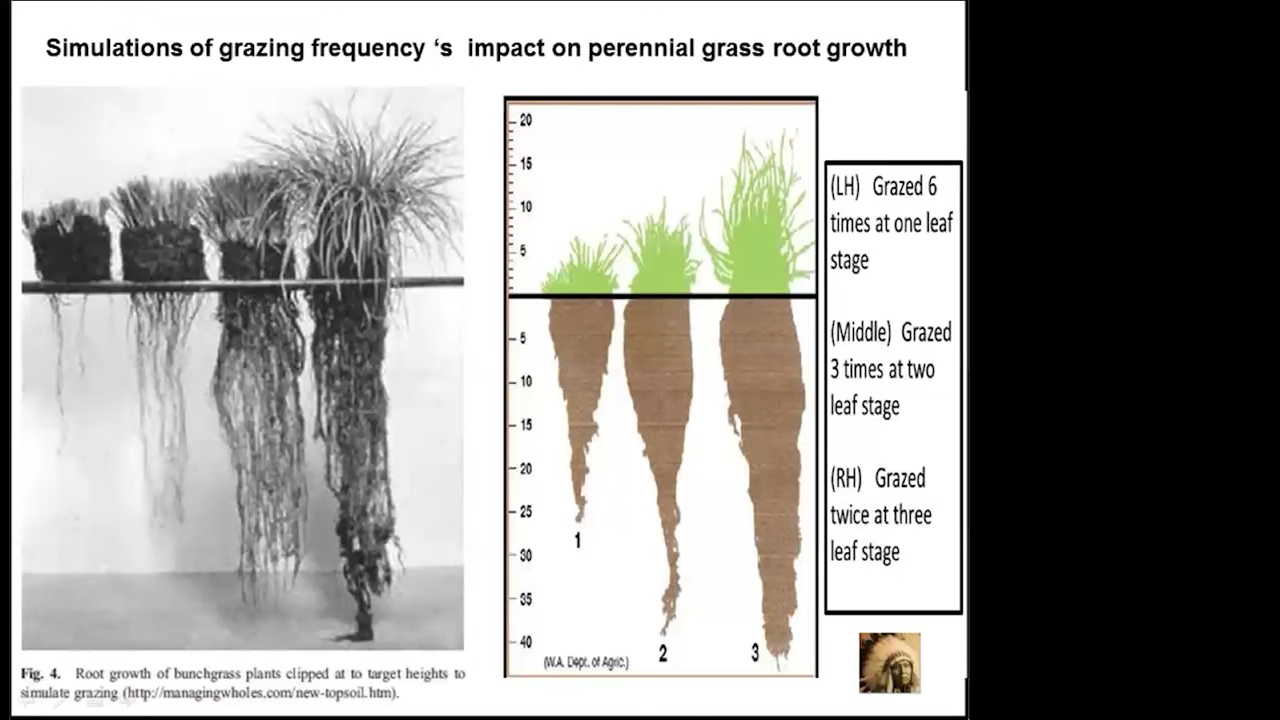 Simulations of grazing frequency ‘s impact on perennial grass root growth
Fig. 4. Root growth of bunchgrass plants clipped at to target heights to
simulate grazing (http://managingwholes.com/new-topsoil.htm).
20
15
10
5
5
10
15
20
25
30
35
40
1
2
3
(W.A. Dept. of Agric.)
(LH) Grazed 6
times at one leaf
stage
(Middle) Grazed
3 times at two
leaf stage
(RH) Grazed
twice at three
leaf stage